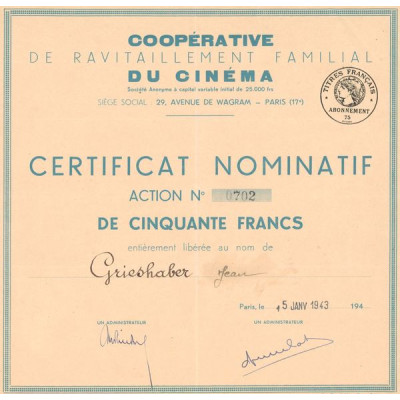 COOPÉRATIVE
DE RAVITAILLEMENT FAMILIAL
DU CINÉMA
Société Anonyme à capital variable initial de 25.000 frs
SIÈGE SOCIAL : 29, AVENUE DE WAGRAM — PARIS (17e)
TITRES FRANÇAIS
ABONNEMENT
75
CERTIFICAT NOMINATIF
ACTION No 0702
DE CINQUANTE FRANCS
entièrement libérée au nom de
Grieshaber Jean
Paris, le 15 JANV 1943 194
UN ADMINISTRATEUR
UN ADMINISTRATEUR